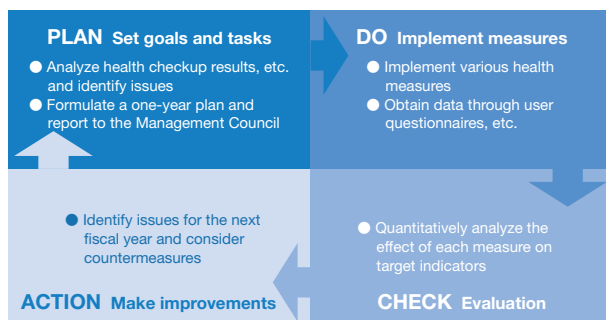 PLAN Set goals and tasks
● Analyze health checkup results, etc.
and identify issues
● Formulate a one-year plan and
report to the Management Council
DO Implement measures
● Implement various health
measures
● Obtain data through user
questionnaires, etc.
● Identify issues for the next
fiscal year and consider
countermeasures
ACTION Make improvements
● Quantitatively analyze the
effect of each measure on
target indicators
CHECK Evaluation